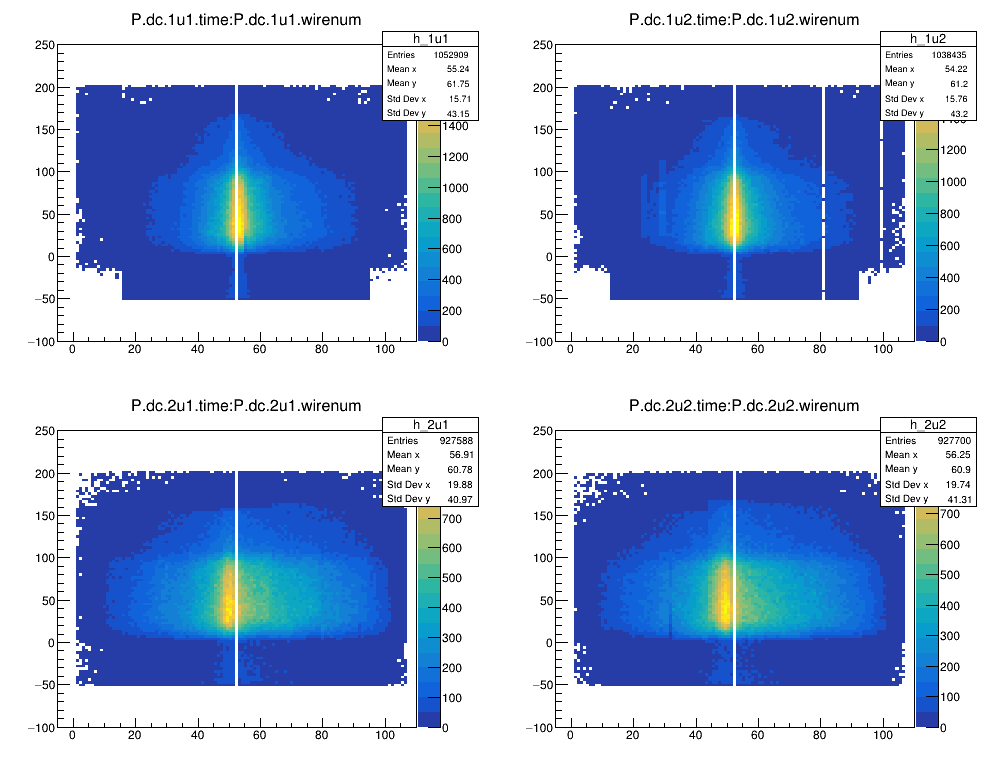 P.dc.1u1.time:P.dc.1u1.wirenum
h_1u1
Entries 1052909
Mean x 55.24
Mean y 61.75
Std Dev x 15.71
Std Dev y 43.15
250
200
150
100
50
0
−50
−100
0 20 40 60 80 100
1400
1200
1000
800
600
400
200
0
P.dc.1u2.time:P.dc.1u2.wirenum
h_1u2
Entries 1038435
Mean x 54.22
Mean y 61.2
Std Dev x 15.76
Std Dev y 43.2
250
200
150
100
50
0
−50
−100
0 20 40 60 80 100
1200
1000
800
600
400
200
0
P.dc.2u1.time:P.dc.2u1.wirenum
h_2u1
Entries 927588
Mean x 56.91
Mean y 60.78
Std Dev x 19.88
Std Dev y 40.97
250
200
150
100
50
0
−50
−100
0 20 40 60 80 100
700
600
500
400
300
200
100
0
P.dc.2u2.time:P.dc.2u2.wirenum
h_2u2
Entries 927700
Mean x 56.25
Mean y 60.9
Std Dev x 19.74
Std Dev y 41.31
250
200
150
100
50
0
−50
−100
0 20 40 60 80 100
700
600
500
400
300
200
100
0